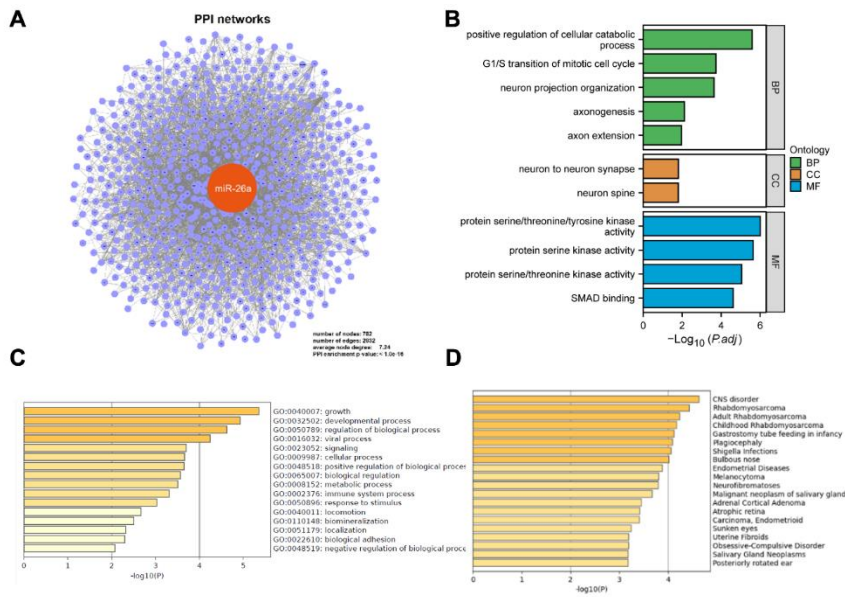 A
PPI networks
miR-26a
number of nodes: 782
average node degree: 7.24
PPI enrichment p value: < 1.0e-16
B
positive regulation of cellular catabolic
process
G1/S transition of mitotic cell cycle
neuron projection organization
axonogenesis
axon extension
neuron to neuron synapse
neuron spine
protein serine/threonine/tyrosine kinase
activity
protein serine kinase activity
protein serine/threonine kinase activity
SMAD binding
BP
CC
MF
Ontology
BP
CC
MF
0 2 4 6
−Log10 (P.adj)
C
GO:0040007: growth
GO:0032502: developmental process
GO:0050789: regulation of biological process
GO:0016032: viral process
GO:0023052: signaling
GO:0009987: cellular process
GO:0048518: positive regulation of biological proces
GO:0065007: biological regulation
GO:0008152: metabolic process
GO:0002376: immune system process
GO:0050896: response to stimulus
GO:0040011: locomotion
GO:0110148: biomineralization
GO:0051179: localization
GO:0022610: biological adhesion
GO:0048519: negative regulation of biological proce
0 1 2 3 4 5
-log10(P)
D
CNS disorder
Rhabdomyosarcoma
Adult Rhabdomyosarcoma
Childhood Rhabdomyosarcoma
Gastrostomy tube feeding in infancy
Plagiocephaly
Shigella Infections
Bulbous nose
Endometrial Diseases
Melanocytoma
Neurofibromatoses
Malignant neoplasm of salivary gland
Adrenal Cortical Adenoma
Atrophic retina
Carcinoma, Endometrioid
Sunken eyes
Uterine Fibroids
Obsessive-Compulsive Disorder
Salivary Gland Neoplasms
Posteriorly rotated ear
0 2 4
-log10(P)